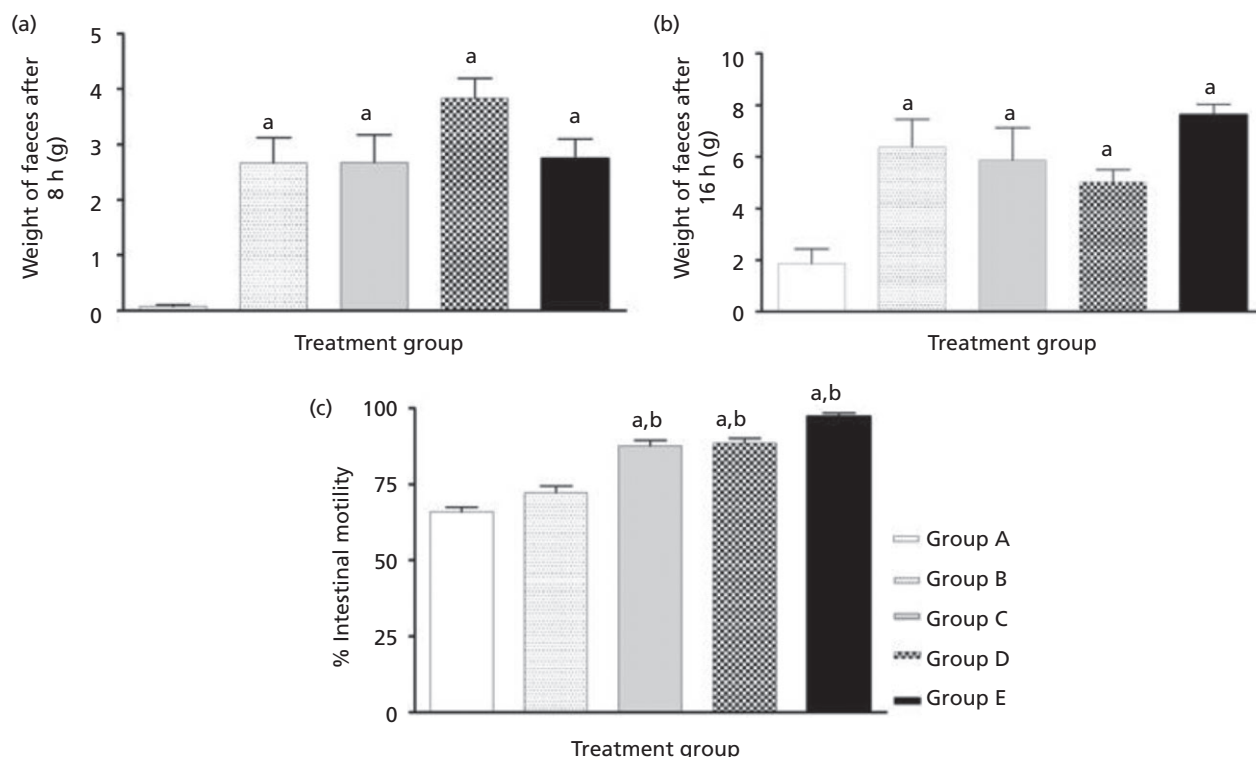 (a)
Weight of faeces after
8 h (g)
5
4
3
2
1
0
a
a
a
a
Treatment group
(b)
Weight of faeces after
16 h (g)
10
8
6
4
2
0
a
a
a
a
Treatment group
(c)
% Intestinal motility
100
75
50
25
0
a,b
a,b
a,b
Treatment group
Group A
Group B
Group C
Group D
Group E